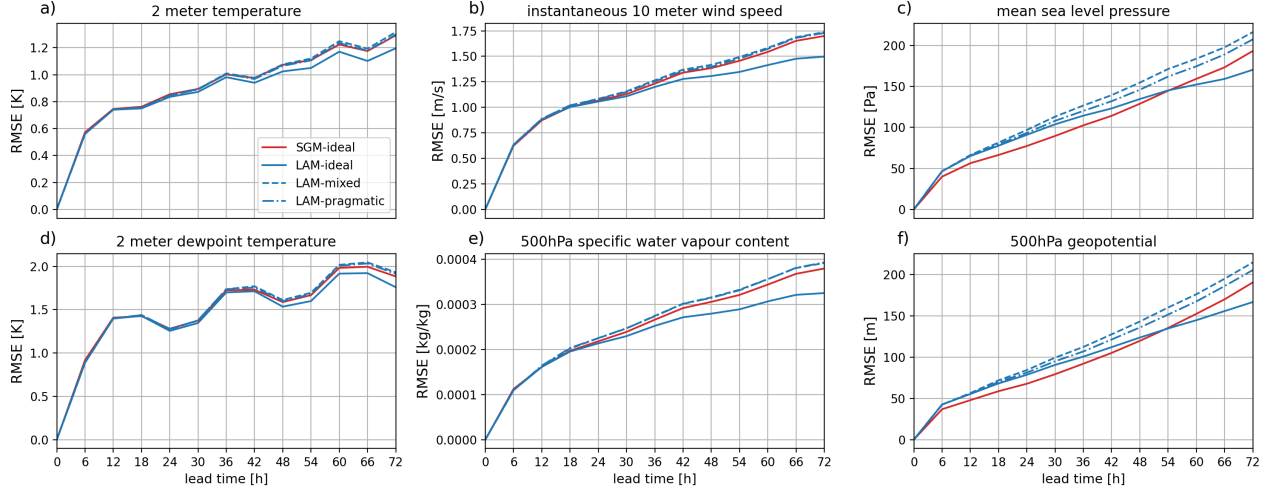 a) 2 meter temperature
RMSE [K]
1.2
1.0
0.8
0.6
0.4
0.2
0.0
SGM-ideal
LAM-ideal
LAM-mixed
LAM-pragmatic
b) instantaneous 10 meter wind speed
RMSE [m/s]
1.75
1.50
1.25
1.00
0.75
0.50
0.25
0.00
c) mean sea level pressure
RMSE [Pa]
200
150
100
50
0
d) 2 meter dewpoint temperature
RMSE [K]
2.0
1.5
1.0
0.5
0.0
0 6 12 18 24 30 36 42 48 54 60 66 72
lead time [h]
e) 500hPa specific water vapour content
RMSE [kg/kg]
0.0004
0.0003
0.0002
0.0001
0.0000
0 6 12 18 24 30 36 42 48 54 60 66 72
lead time [h]
f) 500hPa geopotential
RMSE [m]
200
150
100
50
0
0 6 12 18 24 30 36 42 48 54 60 66 72
lead time [h]